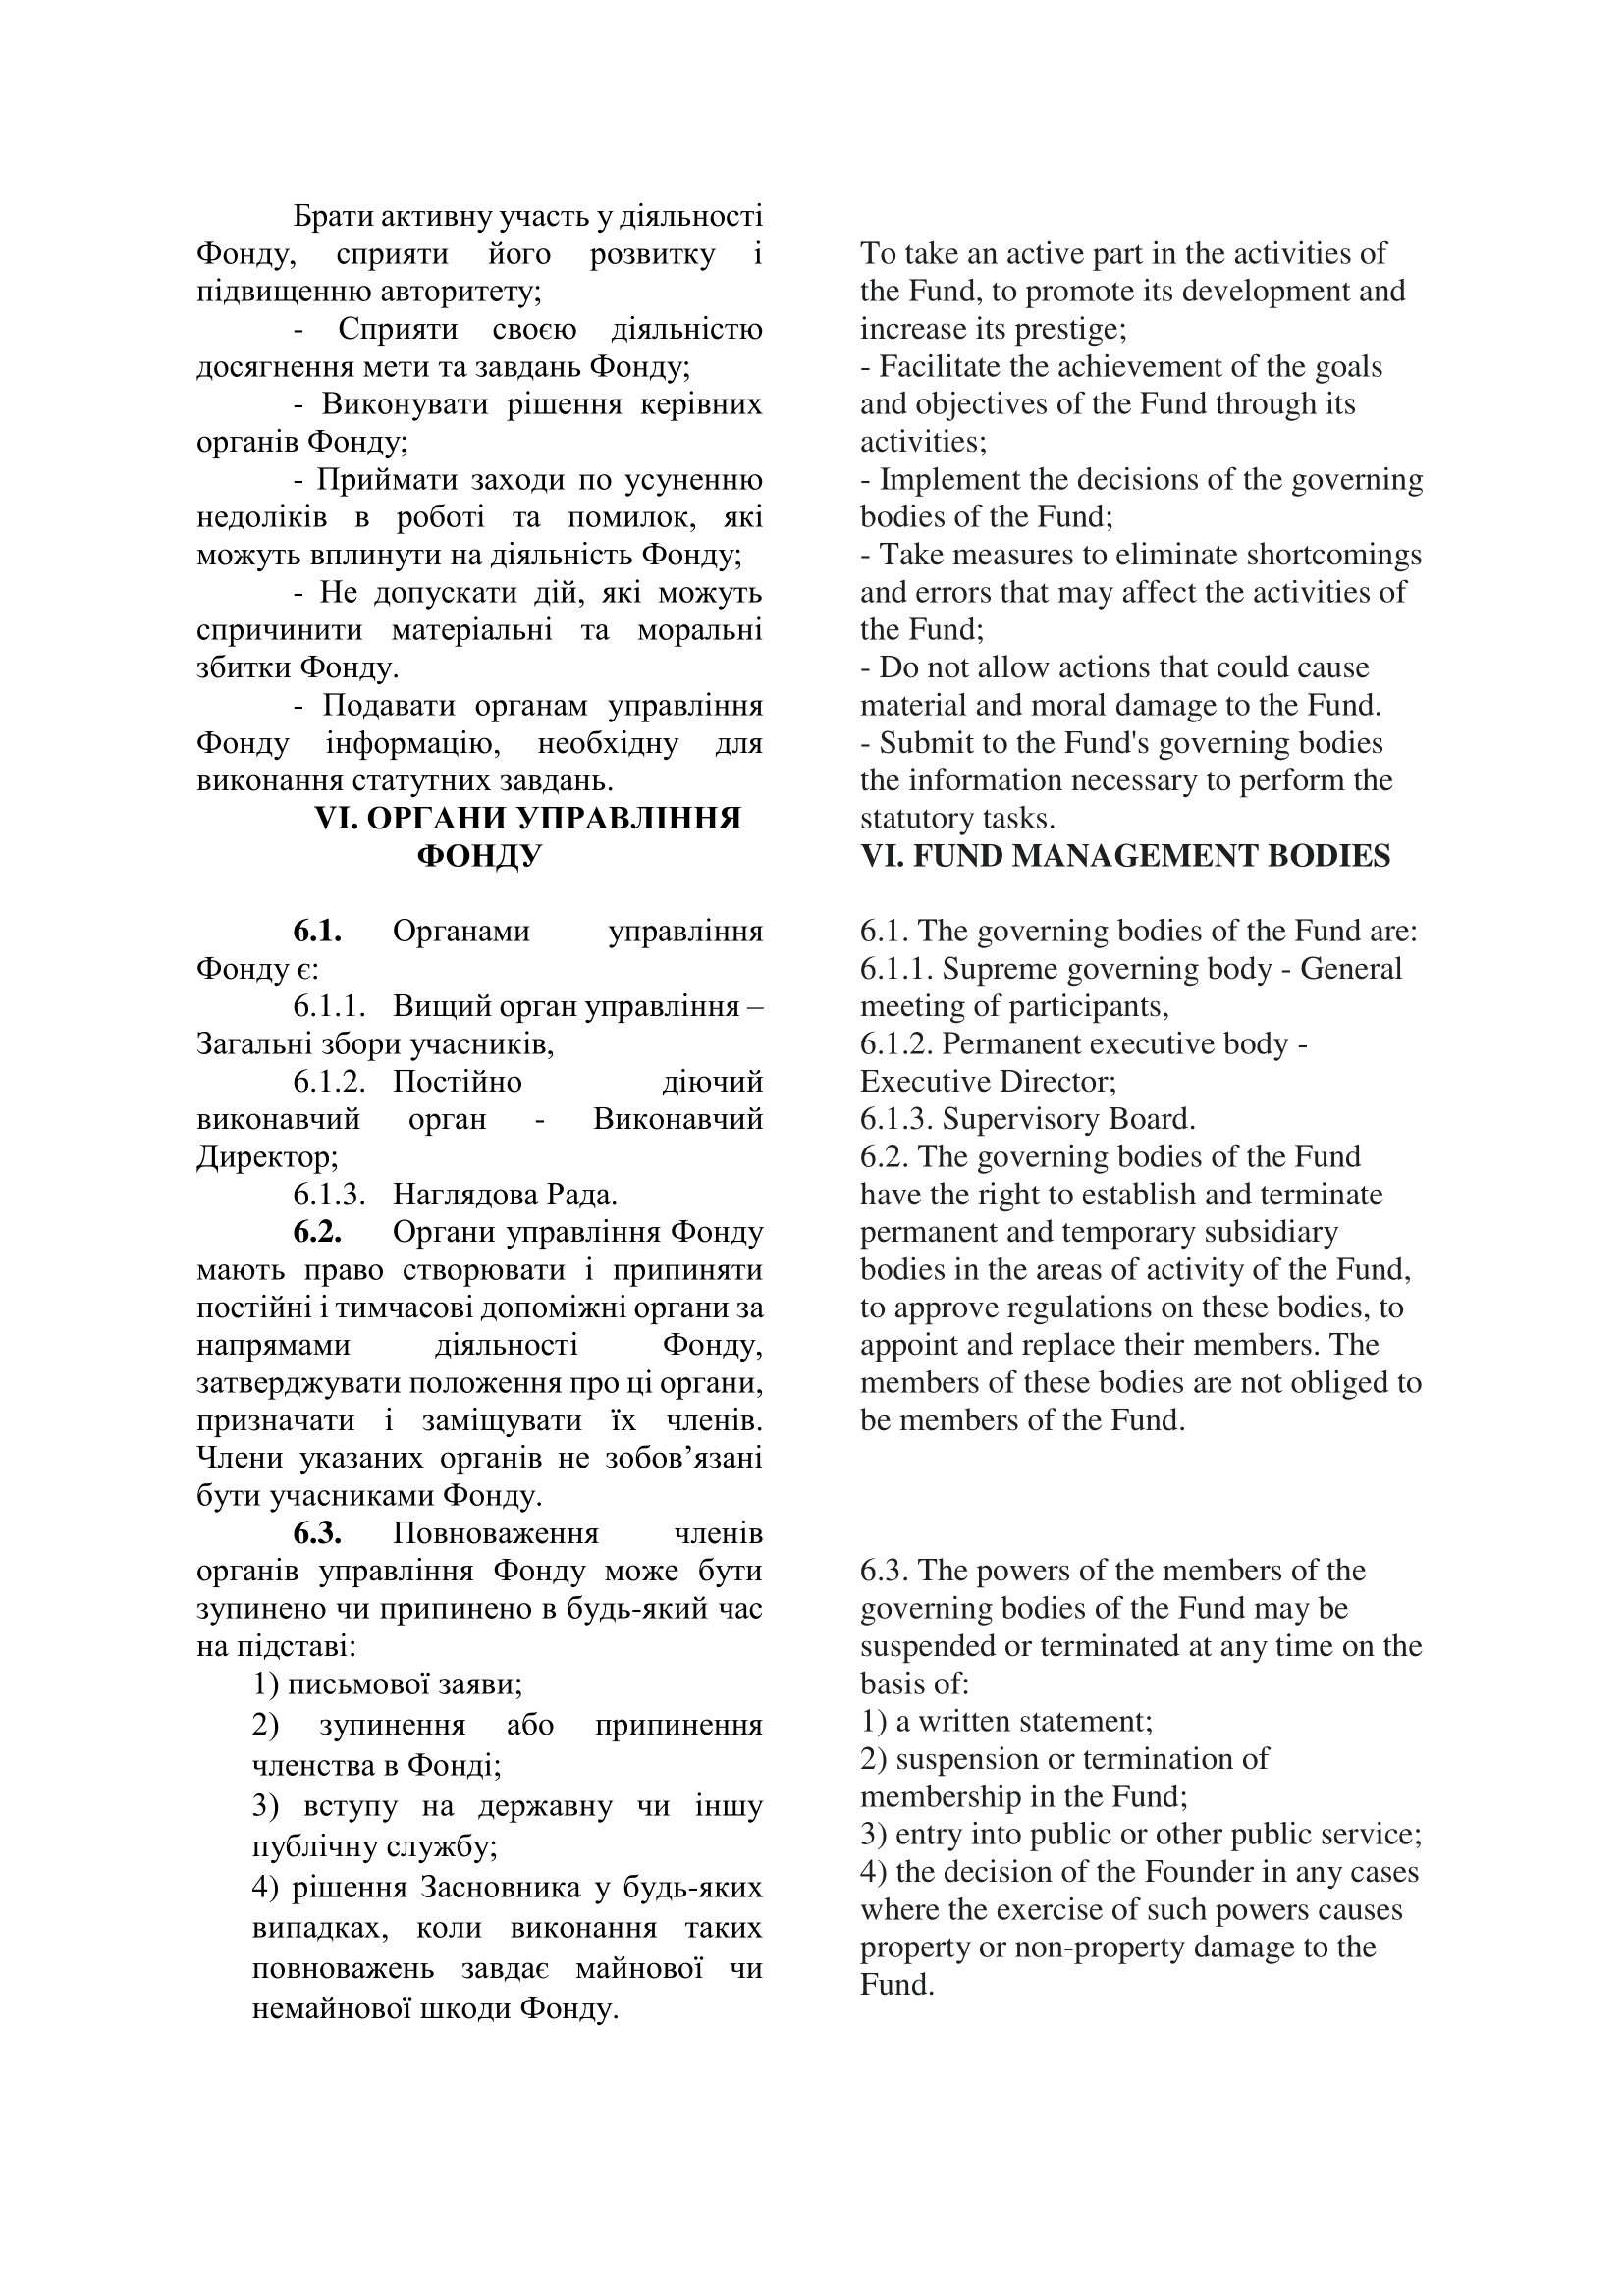 Брати активну участь у діяльності
Фонду, сприяти його розвитку і
підвищенню авторитету;
- Сприяти своєю діяльністю
досягнення мети та завдань Фонду;
- Виконувати рішення керівних
органів Фонду;
- Приймати заходи по усуненню
недоліків в роботі та помилок, які
можуть вплинути на діяльність Фонду;
- Не допускати дій, які можуть
спричинити матеріальні та моральні
збитки Фонду.
- Подавати органам управління
Фонду інформацію, необхідну для
виконання статутних завдань.
VI. ОРГАНИ УПРАВЛІННЯ
ФОНДУ
6.1. Органами управління
Фонду є:
6.1.1. Вищий орган управління –
Загальні збори учасників,
6.1.2. Постійно діючий
виконавчий орган - Виконавчий
Директор;
6.1.3. Наглядова Рада.
6.2. Органи управління Фонду
мають право створювати і припиняти
постійні і тимчасові допоміжні органи за
напрямами діяльності Фонду,
затверджувати положення про ці органи,
призначати і заміщувати їх членів.
Члени указаних органів не зобов’язані
бути учасниками Фонду.
6.3. Повноваження членів
органів управління Фонду може бути
зупинено чи припинено в будь-який час
на підставі:
1) письмової заяви;
2) зупинення або припинення
членства в Фонді;
3) вступу на державну чи іншу
публічну службу;
4) рішення Засновника у будь-яких
випадках, коли виконання таких
повноважень завдає майнової чи
немайнової шкоди Фонду.
To take an active part in the activities of
the Fund, to promote its development and
increase its prestige;
- Facilitate the achievement of the goals
and objectives of the Fund through its
activities;
- Implement the decisions of the governing
bodies of the Fund;
- Take measures to eliminate shortcomings
and errors that may affect the activities of
the Fund;
- Do not allow actions that could cause
material and moral damage to the Fund.
- Submit to the Fund's governing bodies
the information necessary to perform the
statutory tasks.
VI. FUND MANAGEMENT BODIES
6.1. The governing bodies of the Fund are:
6.1.1. Supreme governing body - General
meeting of participants,
6.1.2. Permanent executive body -
Executive Director;
6.1.3. Supervisory Board.
6.2. The governing bodies of the Fund
have the right to establish and terminate
permanent and temporary subsidiary
bodies in the areas of activity of the Fund,
to approve regulations on these bodies, to
appoint and replace their members. The
members of these bodies are not obliged to
be members of the Fund.
6.3. The powers of the members of the
governing bodies of the Fund may be
suspended or terminated at any time on the
basis of:
1) a written statement;
2) suspension or termination of
membership in the Fund;
3) entry into public or other public service;
4) the decision of the Founder in any cases
where the exercise of such powers causes
property or non-property damage to the
Fund.